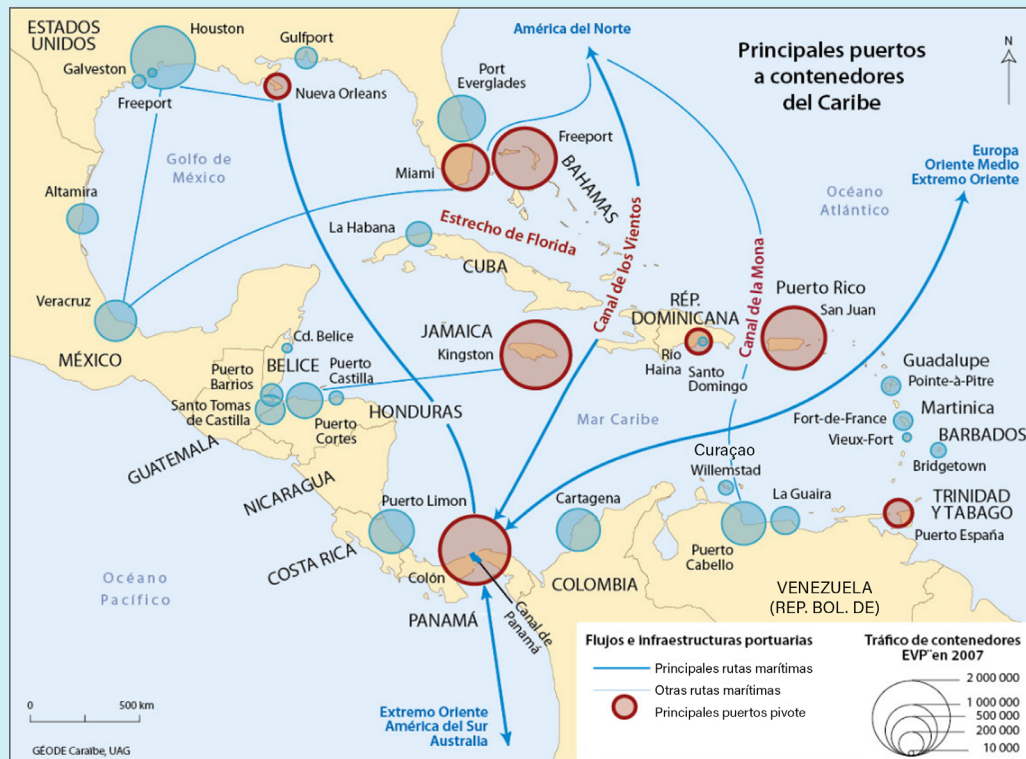 ESTADOS
UNIDOS
Houston
Galveston
Freeport
Gulfport
Nueva Orleans
América del Norte
Port
Everglades
Principales puertos
a contenedores
del Caribe
N
Golfo de
México
Miami
Freeport
BAHAMAS
Europa
Oriente Medio
Extremo Oriente
Océano
Atlántico
Altamira
La Habana
Estrecho de Florida
CUBA
Canal de los Vientos
Canal de la Mona
Veracruz
MÉXICO
Cd. Belice
BELICE
Puerto
Barrios
Santo Tomas
de Castilla
Puerto
Castilla
Puerto
Cortes
HONDURAS
GUATEMALA
NICARAGUA
JAMAICA
Kingston
RÉP.
DOMINICANA
Rio
Haina
Santo
Domingo
Puerto Rico
San Juan
Guadalupe
Pointe-à-Pitre
Martinica
Fort-de-France
Vieux-Fort
BARBADOS
Bridgetown
Mar Caribe
Curaçao
Willemstad
La Guaira
TRINIDAD
Y TABAGO
Puerto España
Puerto Limon
COSTA RICA
Cartagena
Puerto
Cabello
Colón
COLOMBIA
PANAMÁ
Canal de
Panamá
VENEZUELA
(REP. BOL. DE)
Océano
Pacífico
Extremo Oriente
América del Sur
Australia
0 500 km
GÉODE Caraïbe, UAG
Flujos e infraestructuras portuarias
Principales rutas marítimas
Otras rutas marítimas
Principales puertos pivote
Tráfico de contenedores
EVP¨en 2007
2 000 000
1 000 000
500 000
200 000
10 000